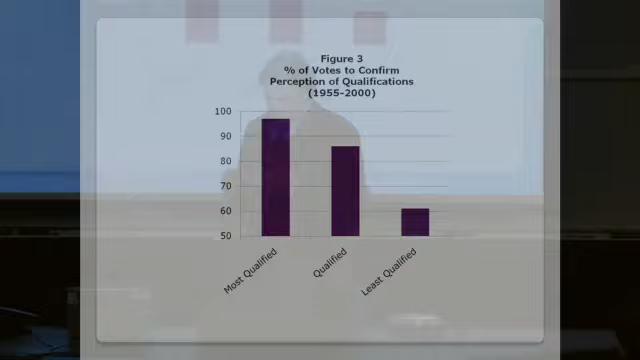 Figure 3
% of Votes to Confirm
Perception of Qualifications
(1955-2000)
100
90
80
70
60
50
Most Qualified
Qualified
Least Qualified